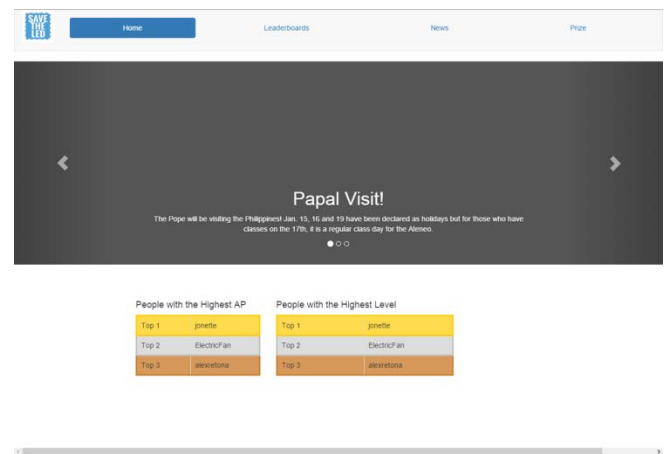 SAVE
THE
LED
Home
Leaderboards
News
Prize
Papal Visit!
The Pope will be visiting the Philippines! Jan. 15, 16 and 19 have been declared as holidays but for those who have
classes on the 17th, it is a regular class day for the Ateneo.
People with the Highest AP
Top 1 jonette
Top 2 ElectricFan
Top 3 alexretona
People with the Highest Level
Top 1 jonette
Top 2 ElectricFan
Top 3 alexretona